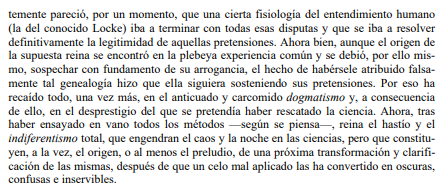 temente pareció, por un momento, que una cierta fisiología del entendimiento humano
(la del conocido Locke) iba a terminar con todas esas disputas y que se iba a resolver
definitivamente la legitimidad de aquellas pretensiones. Ahora bien, aunque el origen de
la supuesta reina se encontró en la plebeya experiencia común y se debió, por ello mis-
mo, sospechar con fundamento de su arrogancia, el hecho de habérsele atribuido falsa-
mente tal genealogía hizo que ella siguiera sosteniendo sus pretensiones. Por eso ha
recaído todo, una vez más, en el anticuado y carcomido dogmatismo y, a consecuencia
de ello, en el desprestigio del que se pretendía haber rescatado la ciencia. Ahora, tras
haber ensayado en vano todos los métodos —según se piensa—, reina el hastío y el
indiferentismo total, que engendran el caos y la noche en las ciencias, pero que constitu-
yen, a la vez, el origen, o al menos el preludio, de una próxima transformación y clarifi-
cación de las mismas, después de que un celo mal aplicado las ha convertido en oscuras,
confusas e inservibles.